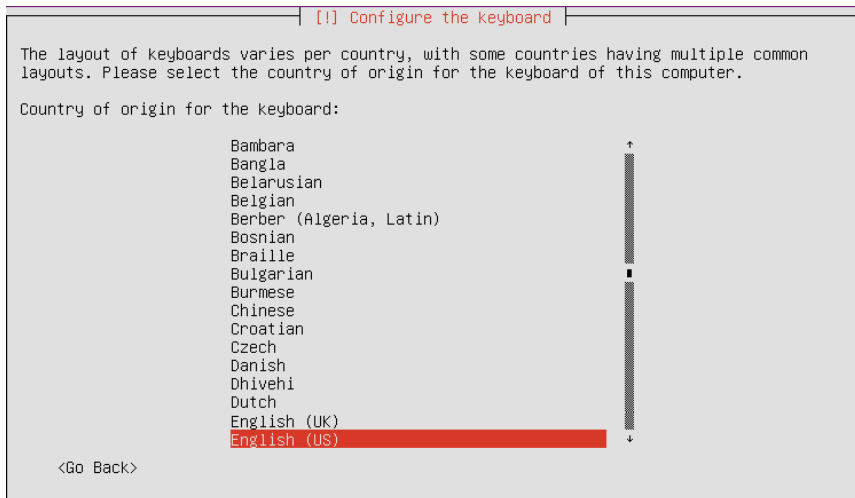 [!] Configure the keyboard
The layout of keyboards varies per country, with some countries having multiple common
layouts. Please select the country of origin for the keyboard of this computer.
Country of origin for the keyboard:
Bambara
Bangla
Belarusian
Belgian
Berber (Algeria, Latin)
Bosnian
Braille
Bulgarian
Burmese
Chinese
Croatian
Czech
Danish
Dhivehi
Dutch
English (UK)
English (US)
<Go Back>